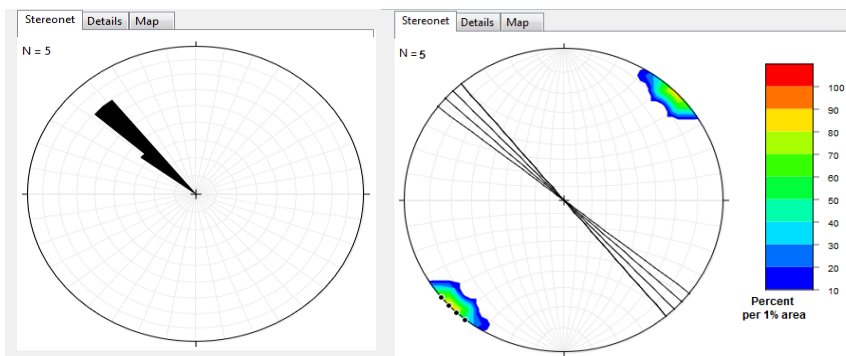 Stereonet Details Map
N = 5
Stereonet Details Map
N = 5
100
90
80
70
60
50
40
30
20
10
Percent
per 1% area